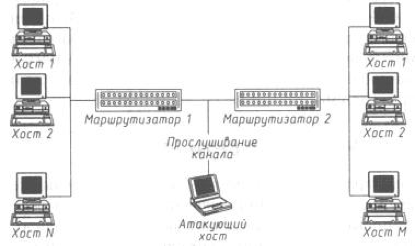 Хост 1
Хост 1
Хост 2
Маршрутизатор 1
Маршрутизатор 2
Хост 2
Прослушивание
канала
Хост N
Атакующий
хост
Хост M